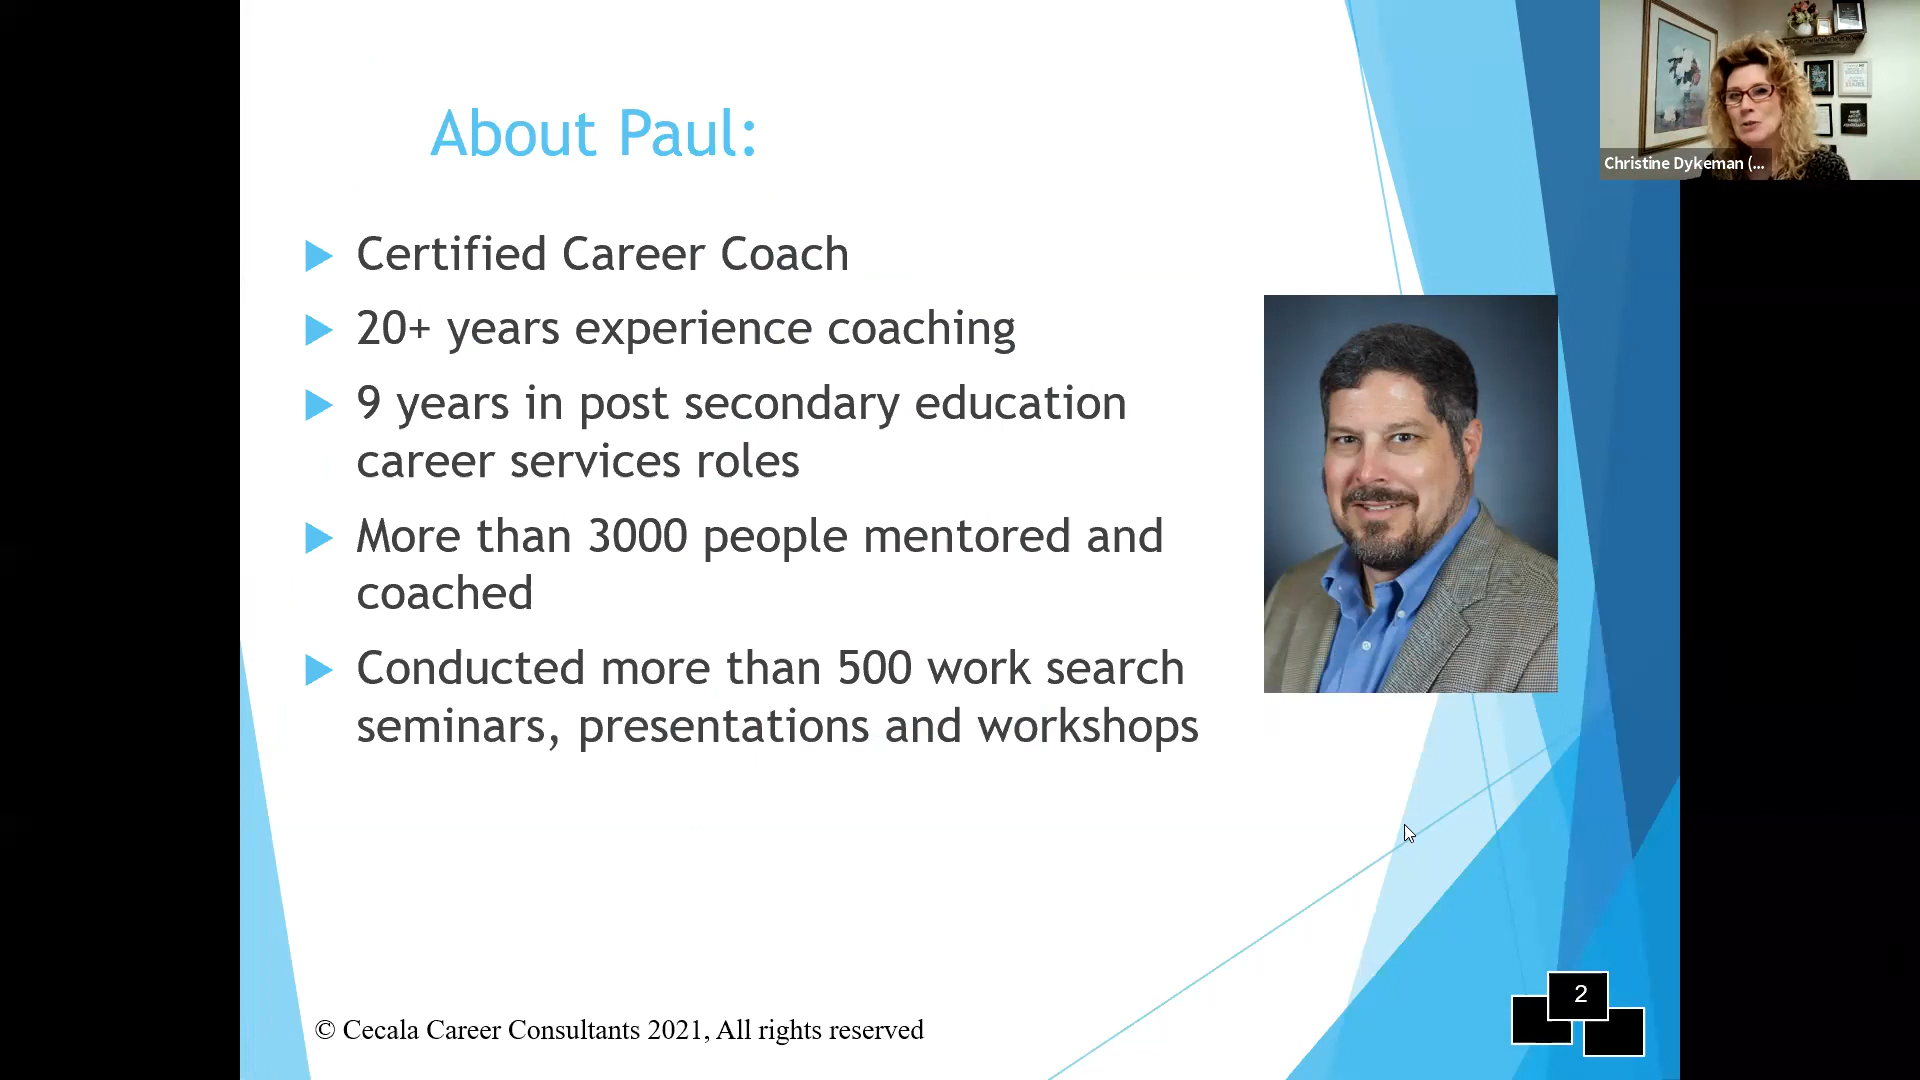 About Paul:
Certified Career Coach
20+ years experience coaching
9 years in post secondary education
career services roles
More than 3000 people mentored and
coached
Conducted more than 500 work search
seminars, presentations and workshops
© Cecala Career Consultants 2021, All rights reserved
2
Christine Dykeman (...